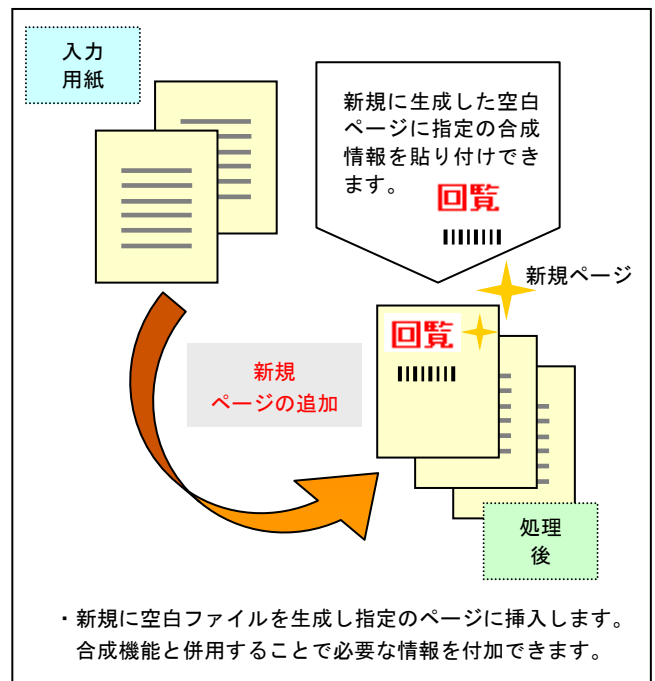 入力
用紙
新規に生成した空白
ページに指定の合成
情報を貼り付けでき
ます。
回覧
新規ページ
回覧
新規
ページの追加
処理
後
・新規に空白ファイルを生成し指定のページに挿入します。
合成機能と併用することで必要な情報を付加できます。